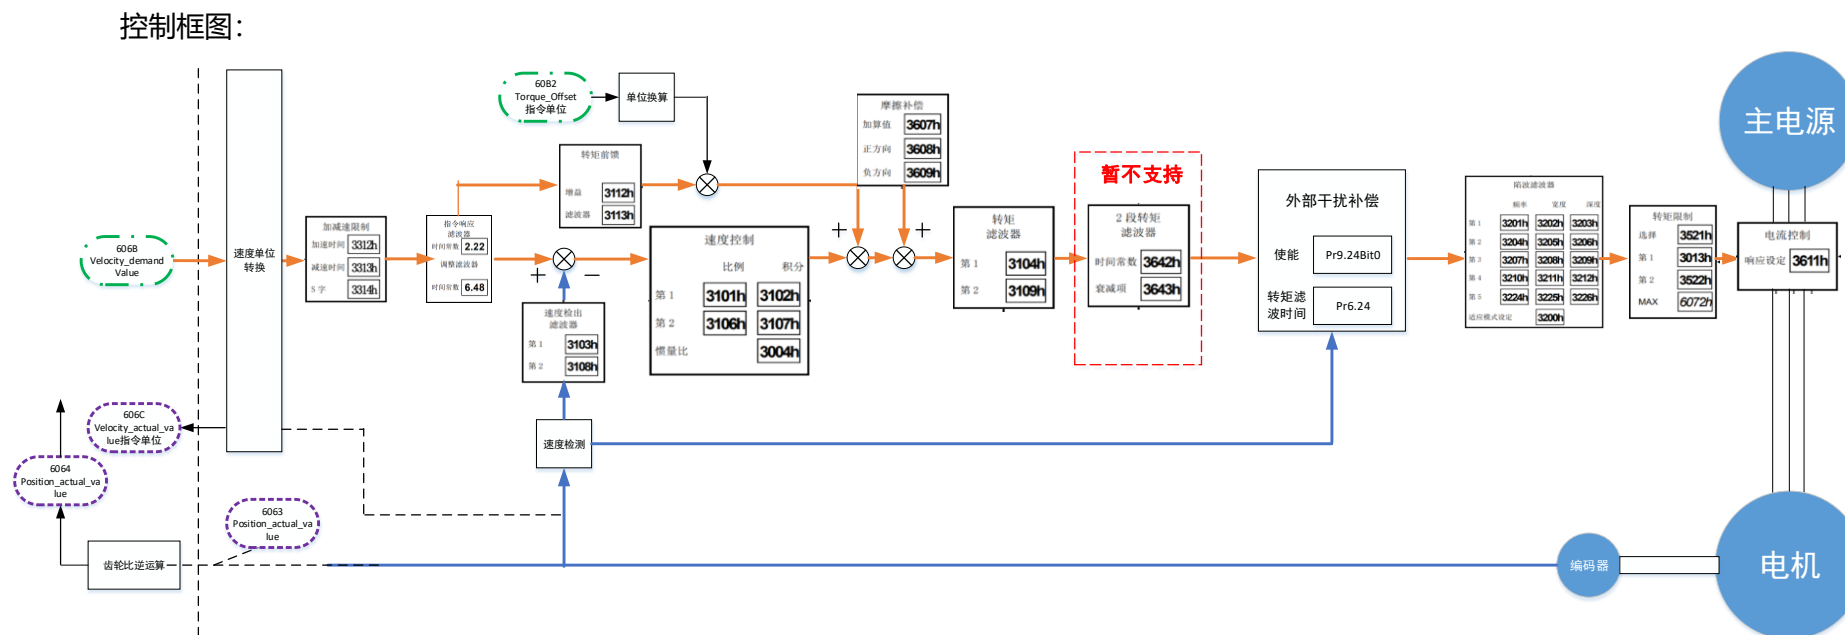 控制框图：
60B2
Torque_Offset
指令单位
单位换算
主电源
摩擦补偿
加算值 3607h
正方向 3608h
负方向 3609h
转矩前馈
增益 3112h
滤波器 3113h
暂不支持
606B
Velocity_demand
Value
速度单位
转换
加减速限制
加速时间 3312h
减速时间 3313h
S 字 3314h
指令响应
滤波器
时间常数 2.22
调整滤波器
时间常数 6.48
+
−
速度控制
比例 积分
第 1 3101h 3102h
第 2 3106h 3107h
惯量比 3004h
+
+
转矩
滤波器
第 1 3104h
第 2 3109h
2 段转矩
滤波器
时间常数 3642h
衰减项 3643h
外部干扰补偿
使能 Pr9.24Bit0
转矩滤
波时间
Pr6.24
陷波滤波器
频率 宽度 深度
第 1 3201h 3202h 3203h
第 2 3204h 3205h 3206h
第 3 3207h 3208h 3209h
第 4 3210h 3211h 3212h
第 5 3224h 3225h 3226h
适应模式设定 3200h
转矩限制
选择 3521h
第 1 3013h
第 2 3522h
MAX 6072h
电流控制
响应设定 3611h
速度检出
滤波器
第 1 3103h
第 2 3108h
606C
Velocity_actual_va
lue指令单位
速度检测
6064
Position_actual_va
lue
6063
Position_actual_va
lue
齿轮比逆运算
编码器
电机